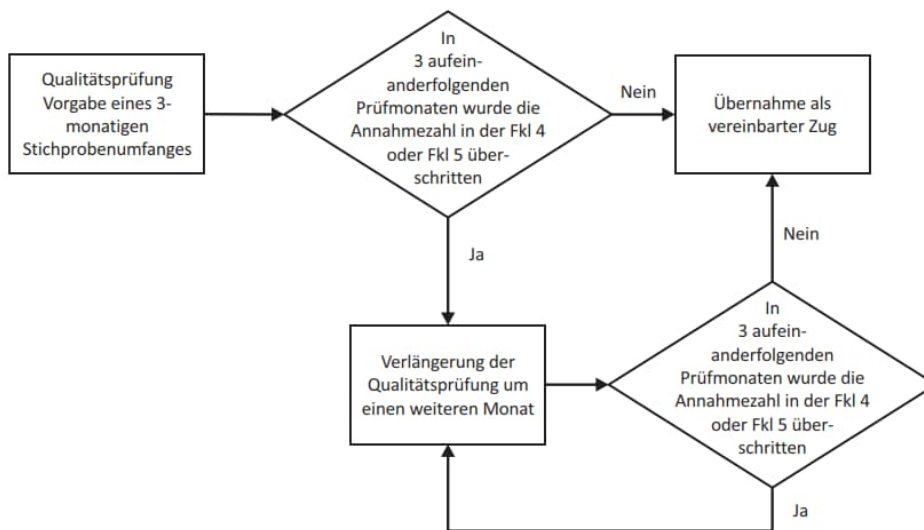 Qualitätsprüfung
Vorgabe eines 3-
monatigen
Stichprobenumfanges
In
3 aufein-
anderfolgenden
Prüfmonaten wurde die
Annahmezahl in der Fkl 4
oder Fkl 5 über-
schritten
Nein
Übernahme als
vereinbarter Zug
Ja
Verlängerung der
Qualitätsprüfung um
einen weiteren Monat
In
3 aufein-
anderfolgenden
Prüfmonaten wurde die
Annahmezahl in der Fkl 4
oder Fkl 5 über-
schritten
Nein
Ja